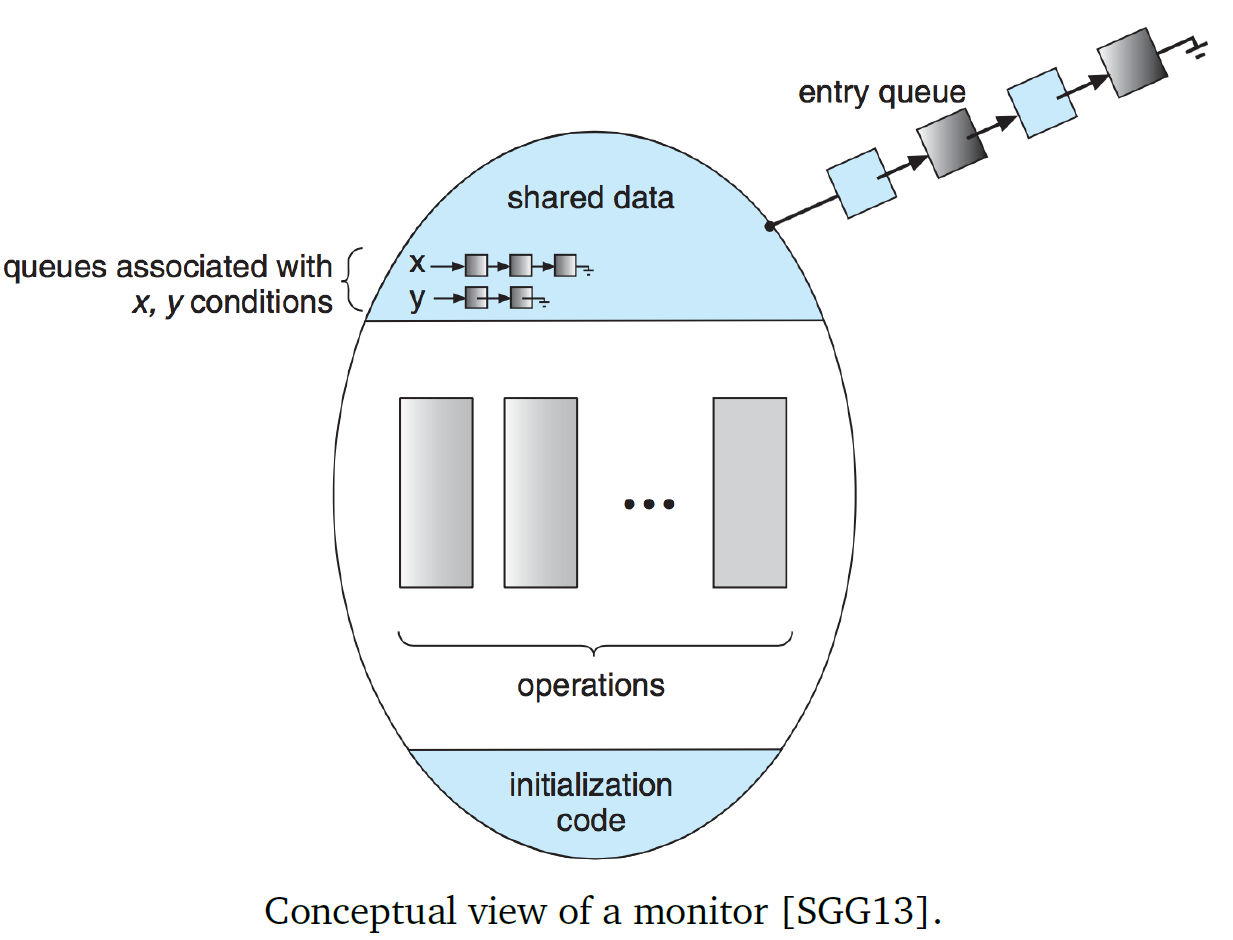 entry queue
shared data
queues associated with
x, y conditions
x
y
operations
initialization
code
Conceptual view of a monitor [SGG13].